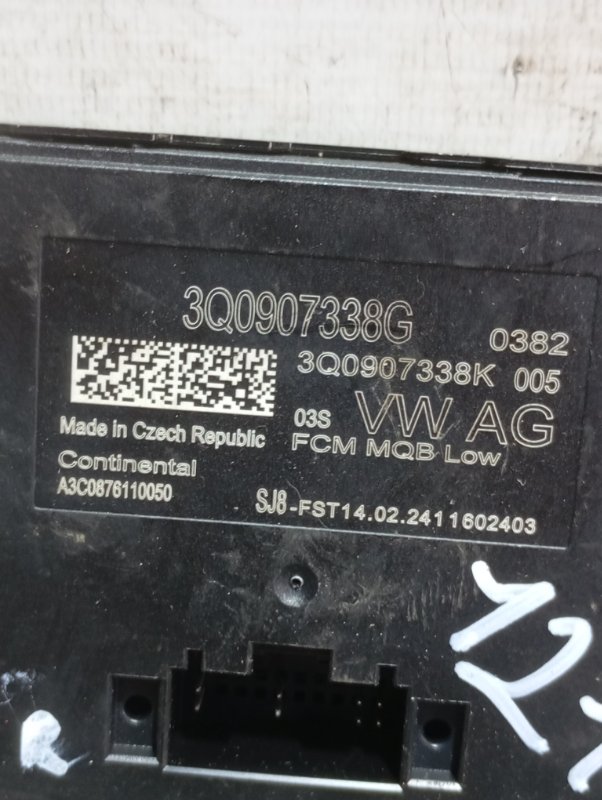 3Q0907338G 0382
3Q0907338K 005
03S VW AG
Made in Czech Republic
FCM MQB Low
Continental
A3C0876110050
SJ8-FST14.02.2411602403